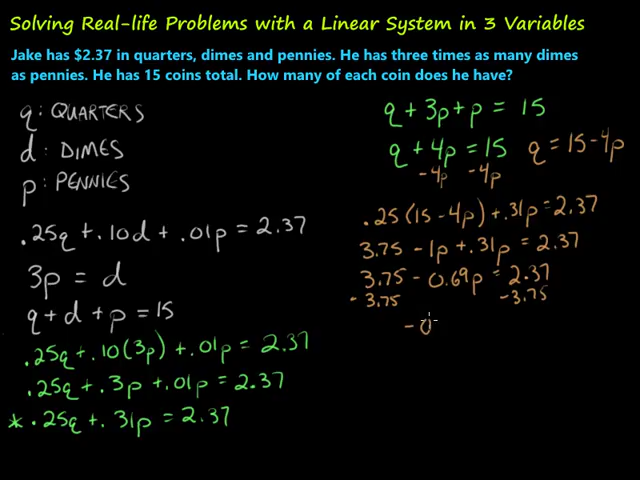 Solving Real-life Problems with a Linear System in 3 Variables
Jake has $2.37 in quarters, dimes and pennies. He has three times as many dimes
as pennies. He has 15 coins total. How many of each coin does he have?
q: QUARTERS
d: DIMES
p: PENNIES
.25q + .10d + .01p = 2.37
3p = d
q + d + p = 15
.25q + .10(3p) + .01p = 2.37
.25q + .3p + .01p = 2.37
* .25q + .31p = 2.37
q + 3p + p = 15
q + 4p = 15 q = 15 - 4p
- 4p - 4p
.25(15 - 4p) + .31p = 2.37
3.75 - 1p + .31p = 2.37
3.75 - 0.69p = 2.37
- 3.75 - 3.75
- 0